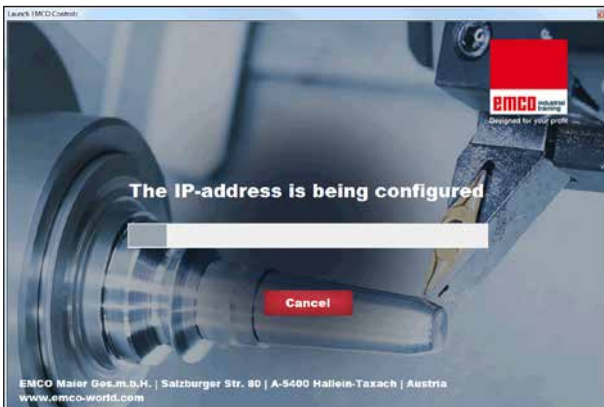 Launch EMCO Controls
emco industrial
training
Designed for your profit
The IP-address is being configured
Cancel
EMCO Maier Ges.m.b.H. | Salzburger Str. 80 | A-5400 Hallein-Taxach | Austria
www.emco-world.com